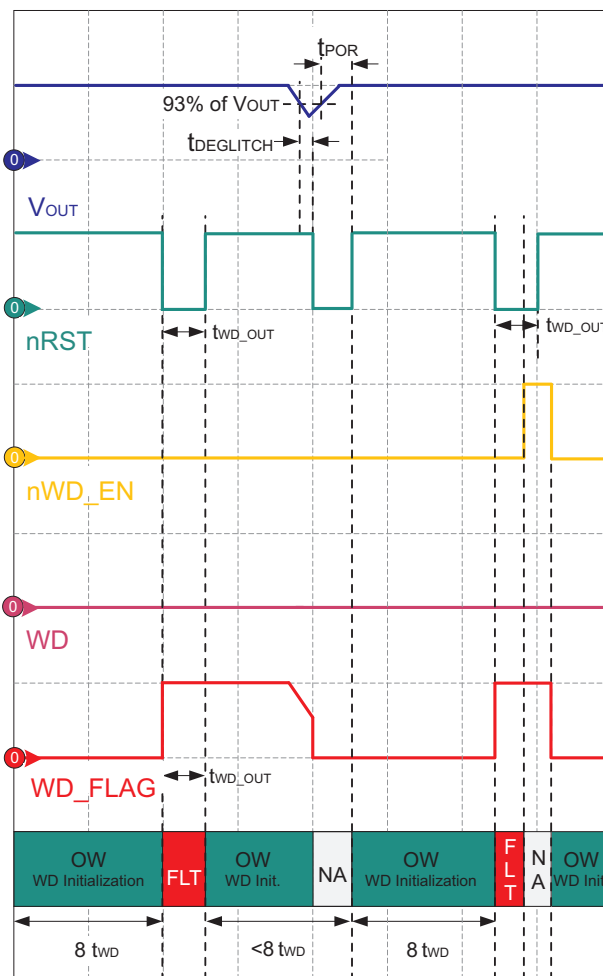 tPOR
93% of VOUT
tDEGLITCH
0
VOUT
0
nRST
tWD_OUT
tWD_OUT
0
nWD_EN
0
WD
0
WD_FLAG
tWD_OUT
OW
WD Initialization
FLT
OW
WD Init.
NA
OW
WD Initialization
F
L
T
N
A
OW
WD Init
8 tWD
<8 tWD
8 tWD